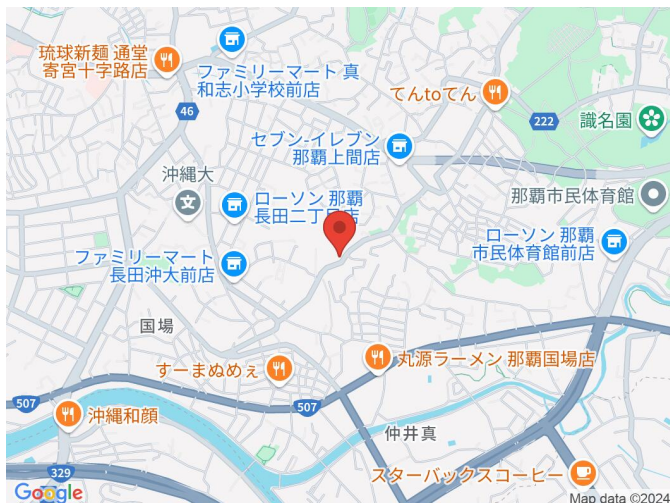 琉球新麺 通堂
寄宮十字路店
ファミリーマート 真
和志小学校前店
46
てんtoてん
222
識名園
セブン-イレブン
那覇上間店
沖縄大
ローソン 那覇
長田二丁目店
那覇市民体育館
ローソン 那覇
市民体育館前店
ファミリーマート
長田沖大前店
国場
すーまぬめぇ
丸源ラーメン 那覇国場店
507
507
沖縄和顔
仲井真
329
スターバックスコーヒー
Google
Map data ©2024